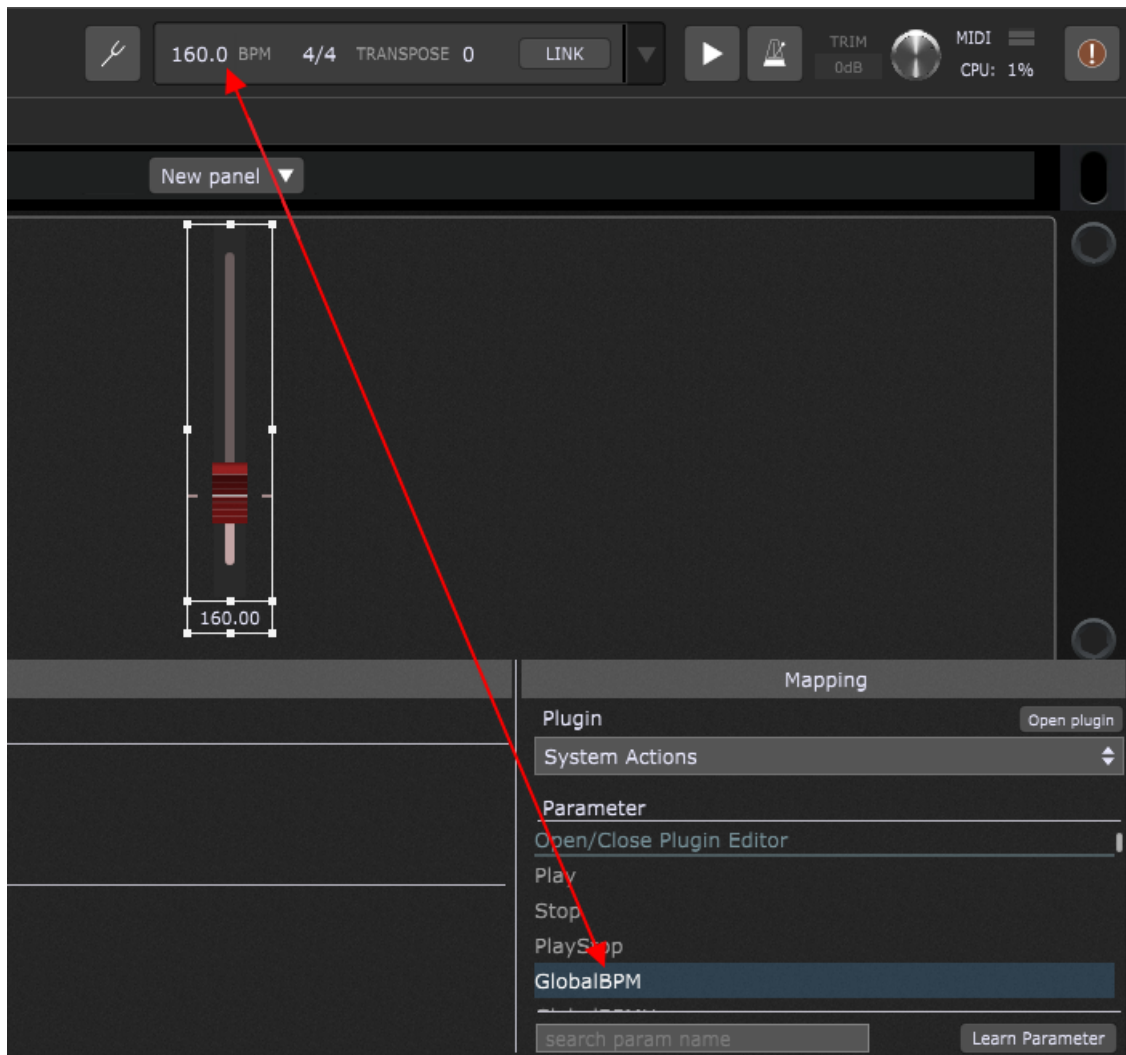 160.0 BPM 4/4 TRANSPOSE 0 LINK TRIM 0dB MIDI CPU: 1%
New panel
160.00
Mapping
Plugin Open plugin
System Actions
Parameter
Open/Close Plugin Editor
Play
Stop
PlayStop
GlobalBPM
search param name Learn Parameter